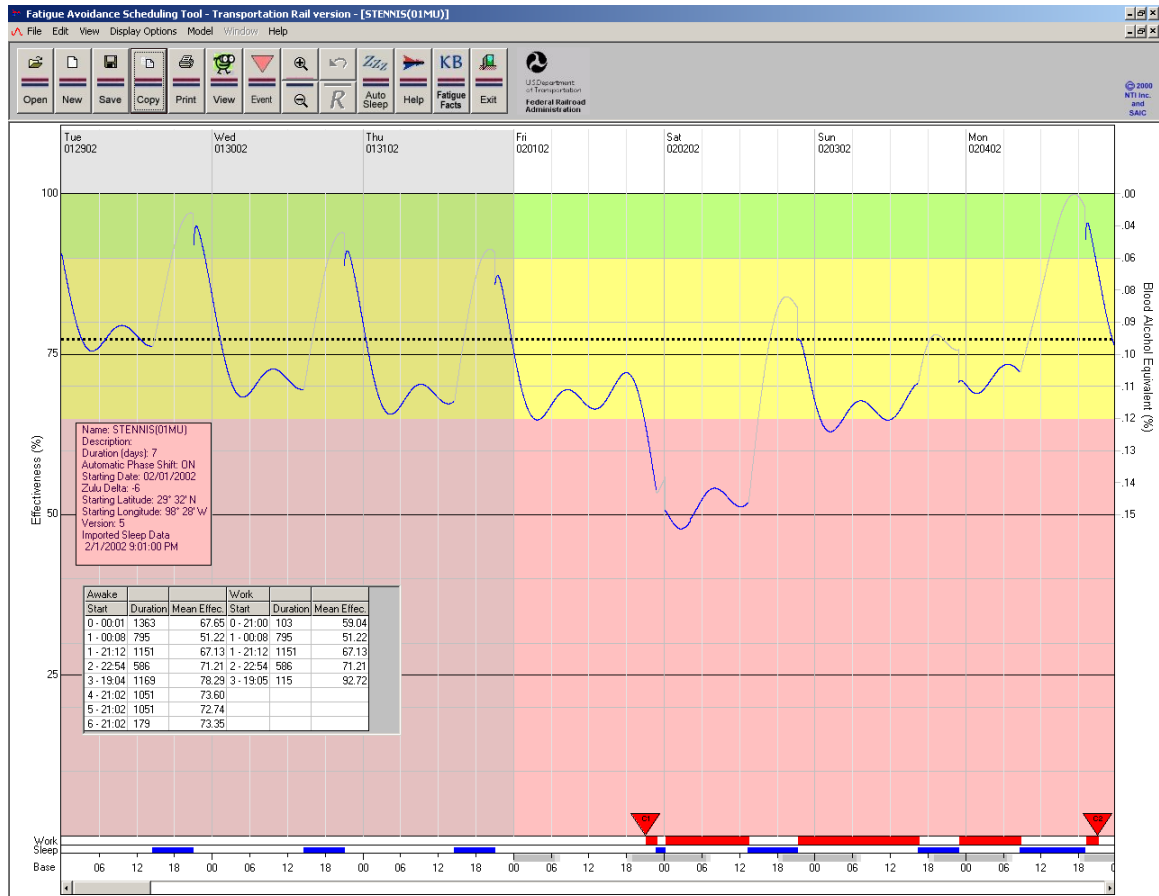 Fatigue Avoidance Scheduling Tool - Transportation Rail version - [STENNIS(01MU)]
File Edit View Display Options Model Window Help
ZZZ KB
Open New Save Copy Print View Event R Auto Sleep Help Fatigue Facts Exit
U.S.Department
of Transportation
Federal Railroad
Administration
© 2000
NTI Inc.
and
SAIC
Tue Wed Thu Fri Sat Sun Mon
012902 013002 013102 020102 020202 020302 020402
100 .00
.04
.06
.08
.09
75 .10
.11
.12
.13
.14
50 .15
25
Effectiveness (%)
Blood Alcohol Equivalent (%)
Name: STENNIS(01MU)
Description:
Duration (days): 7
Automatic Phase Shift: ON
Starting Date: 02/01/2002
Zulu Delta: -6
Starting Latitude: 29° 32' N
Starting Longitude: 98° 28' W
Version: 5
Imported Sleep Data
2/1/2002 9:01:00 PM
Awake Work
Start Duration Mean Effec. Start Duration Mean Effec.
0 - 00:01 1363 67.65 0 - 21:00 103 59.04
1 - 00:08 795 51.22 1 - 00:08 795 51.22
1 - 21:12 1151 67.13 1 - 21:12 1151 67.13
2 - 22:54 586 71.21 2 - 22:54 586 71.21
3 - 19:04 1169 78.29 3 - 19:05 115 92.72
4 - 21:02 1051 73.60
5 - 21:02 1051 72.74
6 - 21:02 179 73.35
C1 C2
Work
Sleep
Base 06 12 18 00 06 12 18 00 06 12 18 00 06 12 18 00 06 12 18 00 06 12 18 00 06 12 18 0